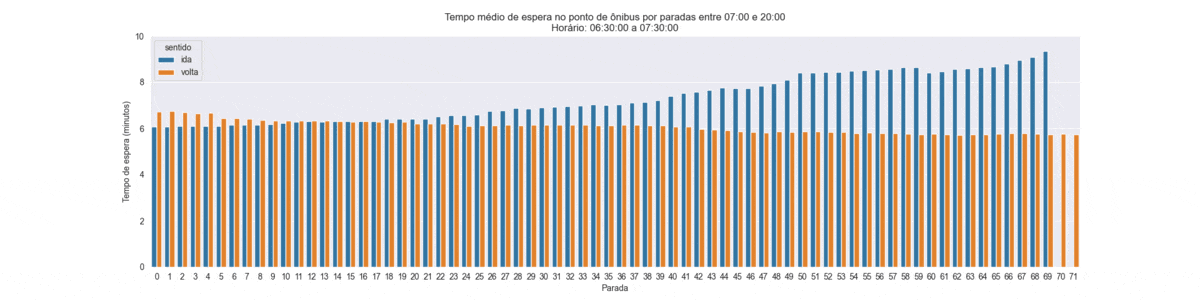 Tempo médio de espera no ponto de ônibus por paradas entre 07:00 e 20:00
Horário: 06:30:00 a 07:30:00
10
sentido
ida
volta
8
6
4
2
0
Tempo de espera (minutos)
0 1 2 3 4 5 6 7 8 9 10 11 12 13 14 15 16 17 18 19 20 21 22 23 24 25 26 27 28 29 30 31 32 33 34 35 36 37 38 39 40 41 42 43 44 45 46 47 48 49 50 51 52 53 54 55 56 57 58 59 60 61 62 63 64 65 66 67 68 69 70 71
Parada